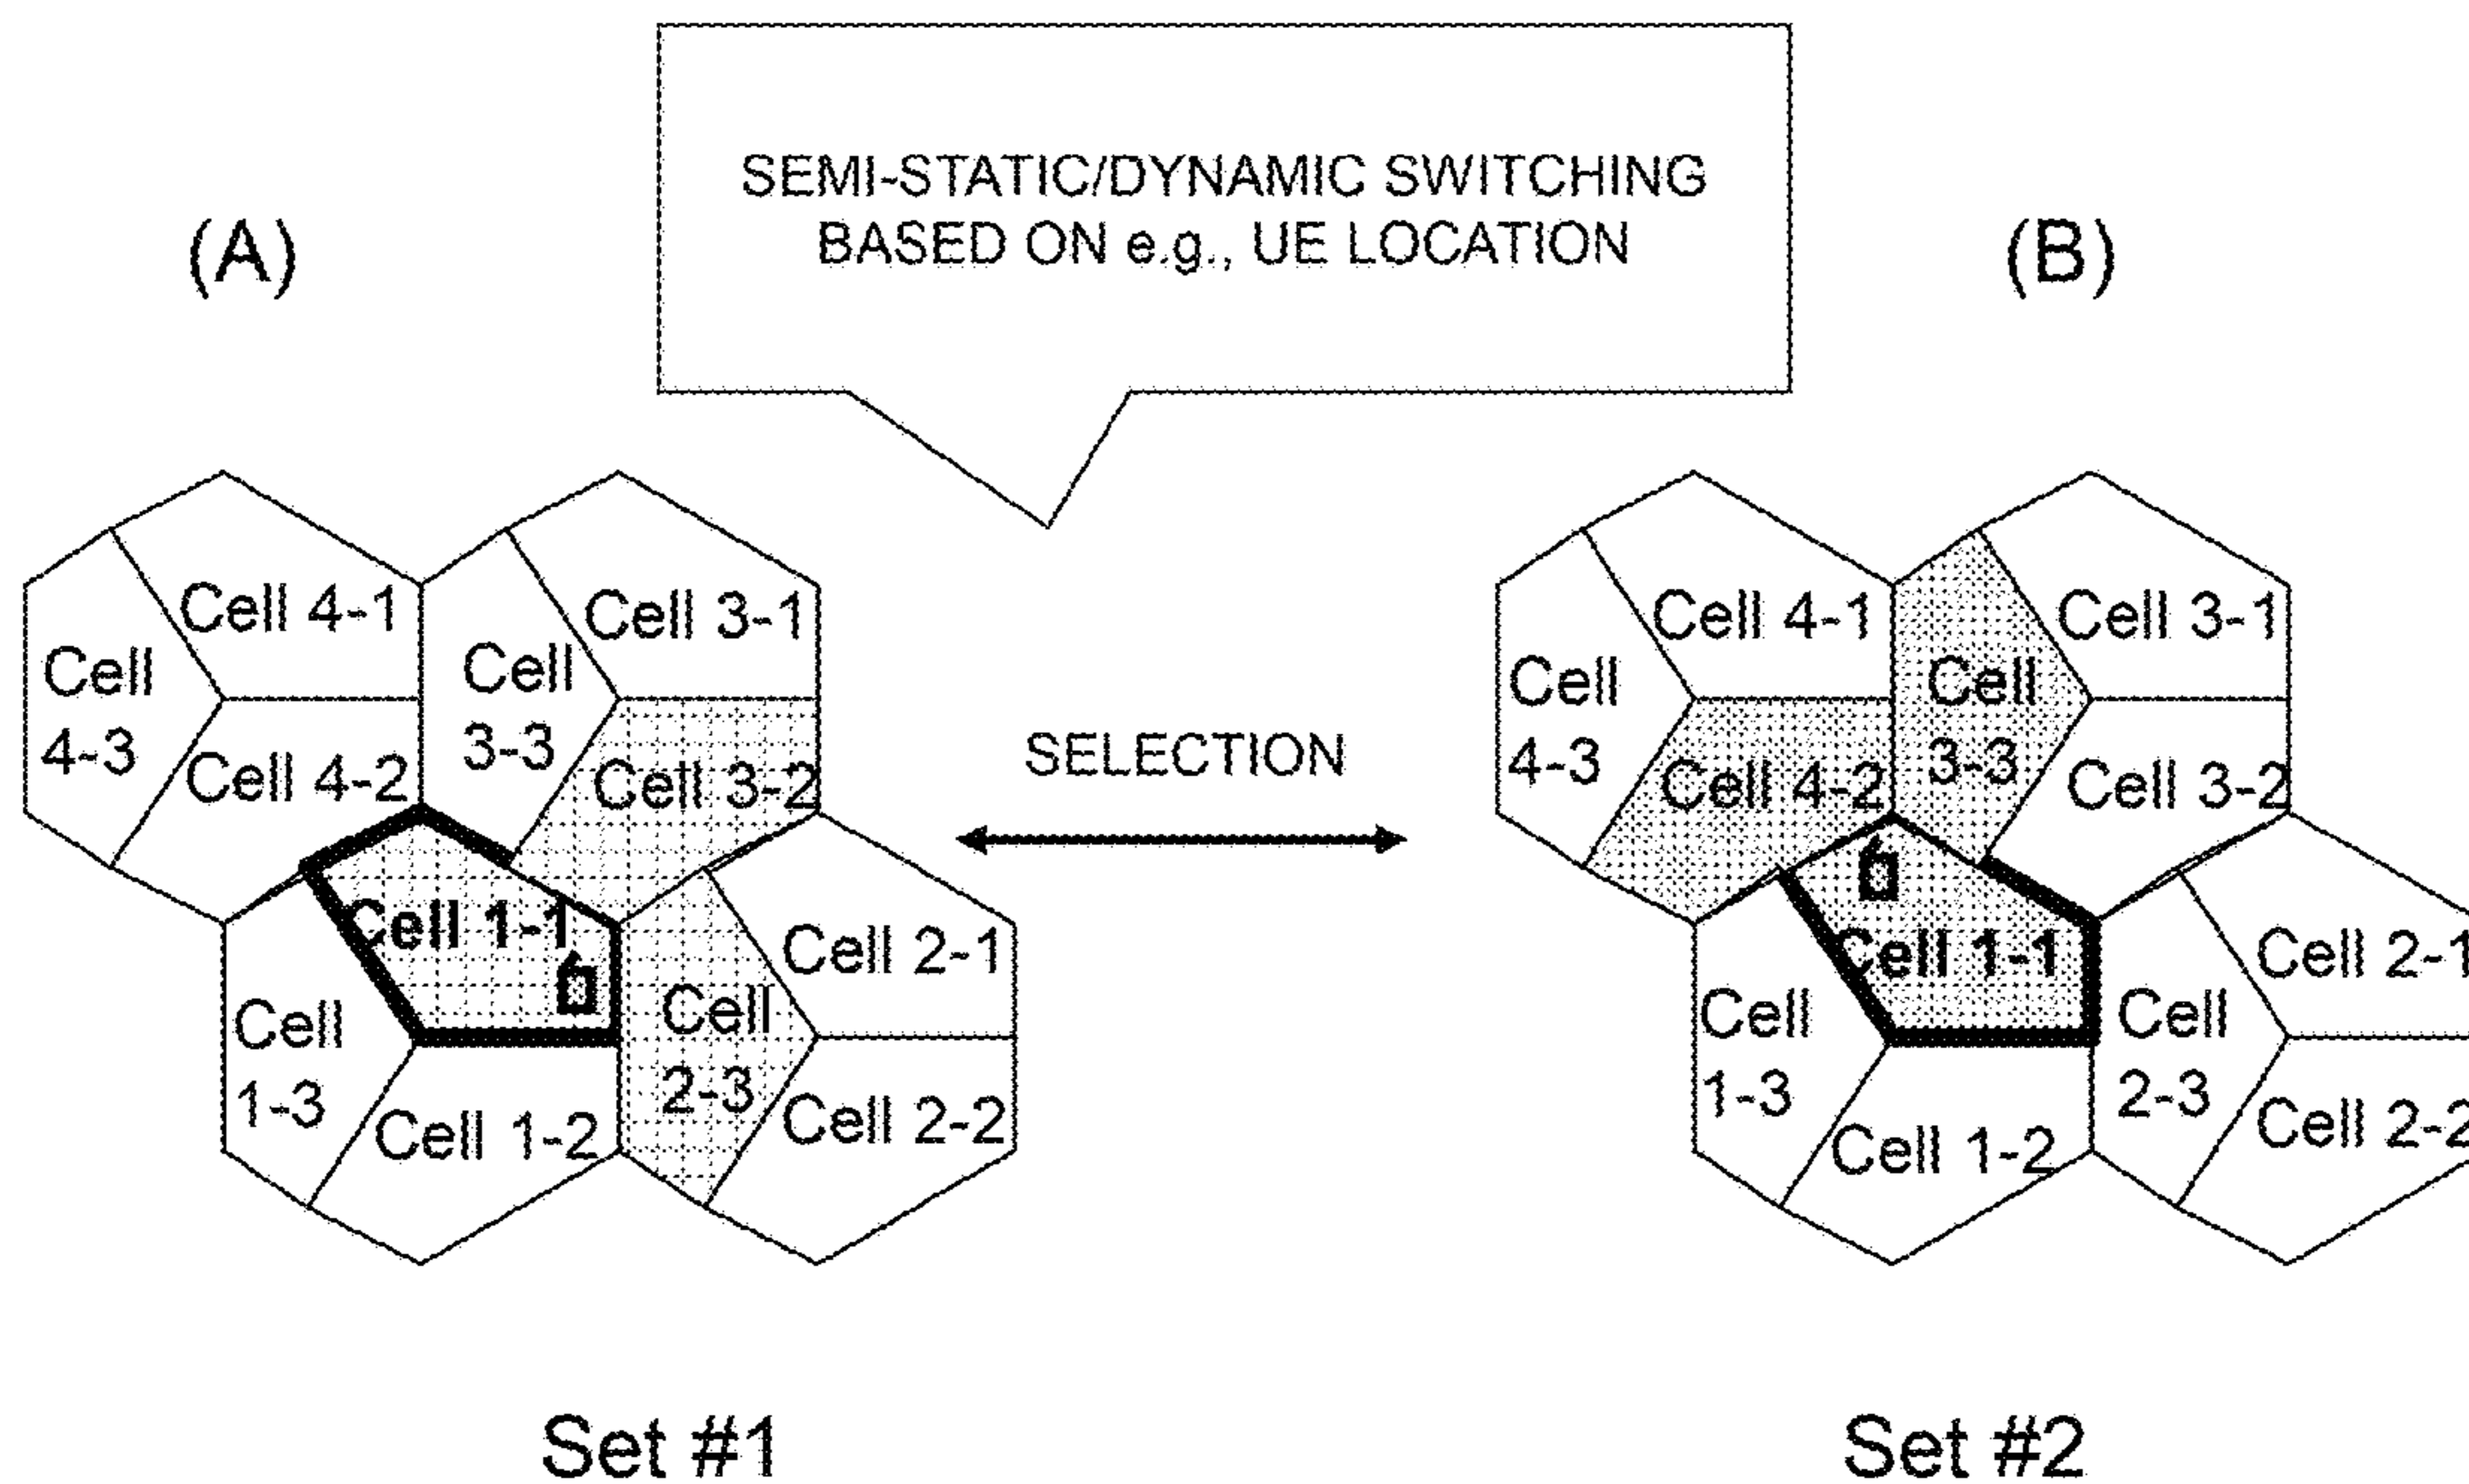 SEMI-STATIC/DYNAMIC SWITCHING
BASED ON e.g., UE LOCATION
(A)
(B)
Cell 4-1
Cell 3-1
Cell
4-3
Cell
3-3
Cell 4-2
Cell 3-2
Cell 1-1
Cell 2-1
Cell
1-3
Cell
2-3
Cell 1-2
Cell 2-2
SELECTION
Cell 4-1
Cell 3-1
Cell
4-3
Cell
3-3
Cell 4-2
Cell 3-2
Cell 1-1
Cell 2-1
Cell
1-3
Cell
2-3
Cell 1-2
Cell 2-2
Set #1
Set #2